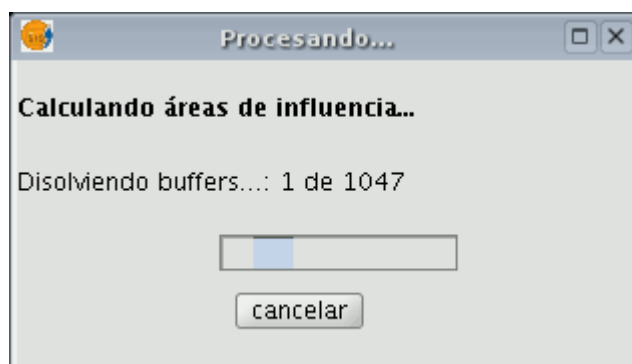 Procesando...
Calculando áreas de influencia...
Disolviendo buffers...: 1 de 1047
cancelar